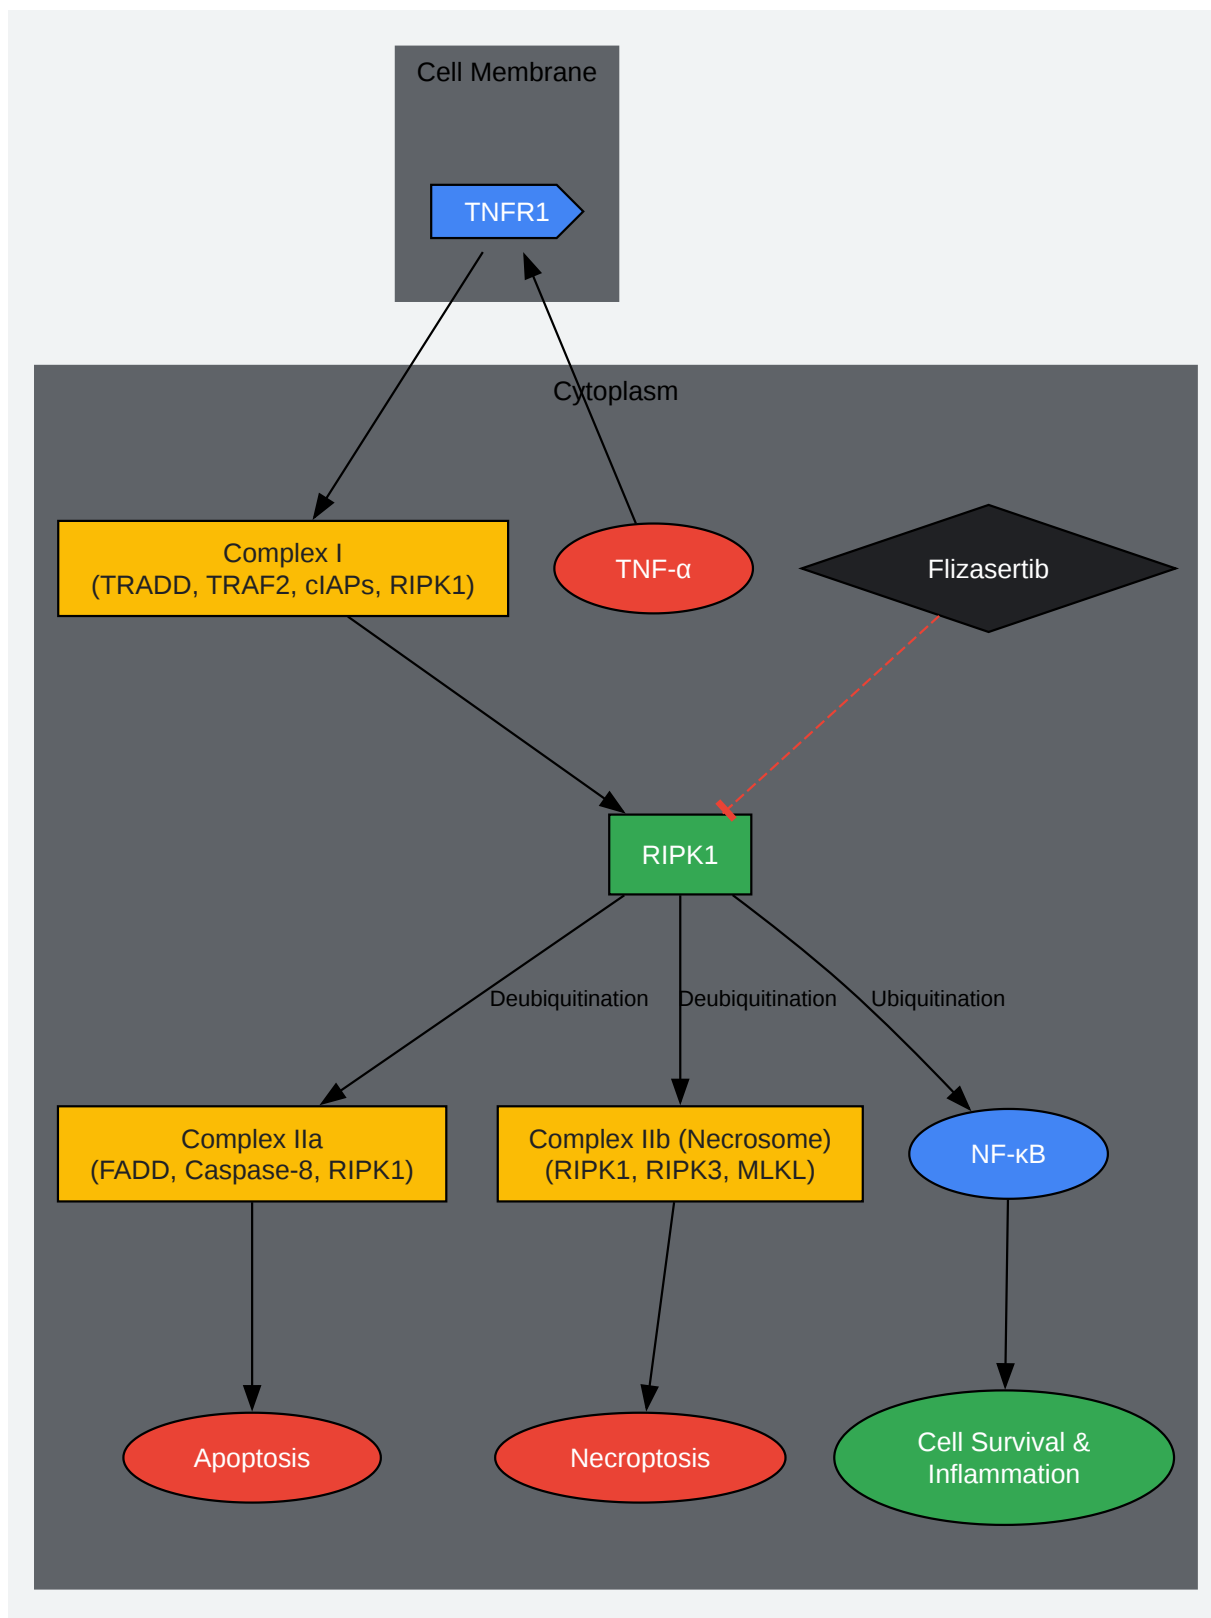 Cell Membrane
TNFR1
Cytoplasm
Complex I
(TRADD, TRAF2, cIAPs, RIPK1)
TNF-α
Flizasertib
RIPK1
Deubiquitination
Deubiquitination
Ubiquitination
Complex IIa
(FADD, Caspase-8, RIPK1)
Complex IIb (Necrosome)
(RIPK1, RIPK3, MLKL)
NF-κB
Apoptosis
Necroptosis
Cell Survival &
Inflammation